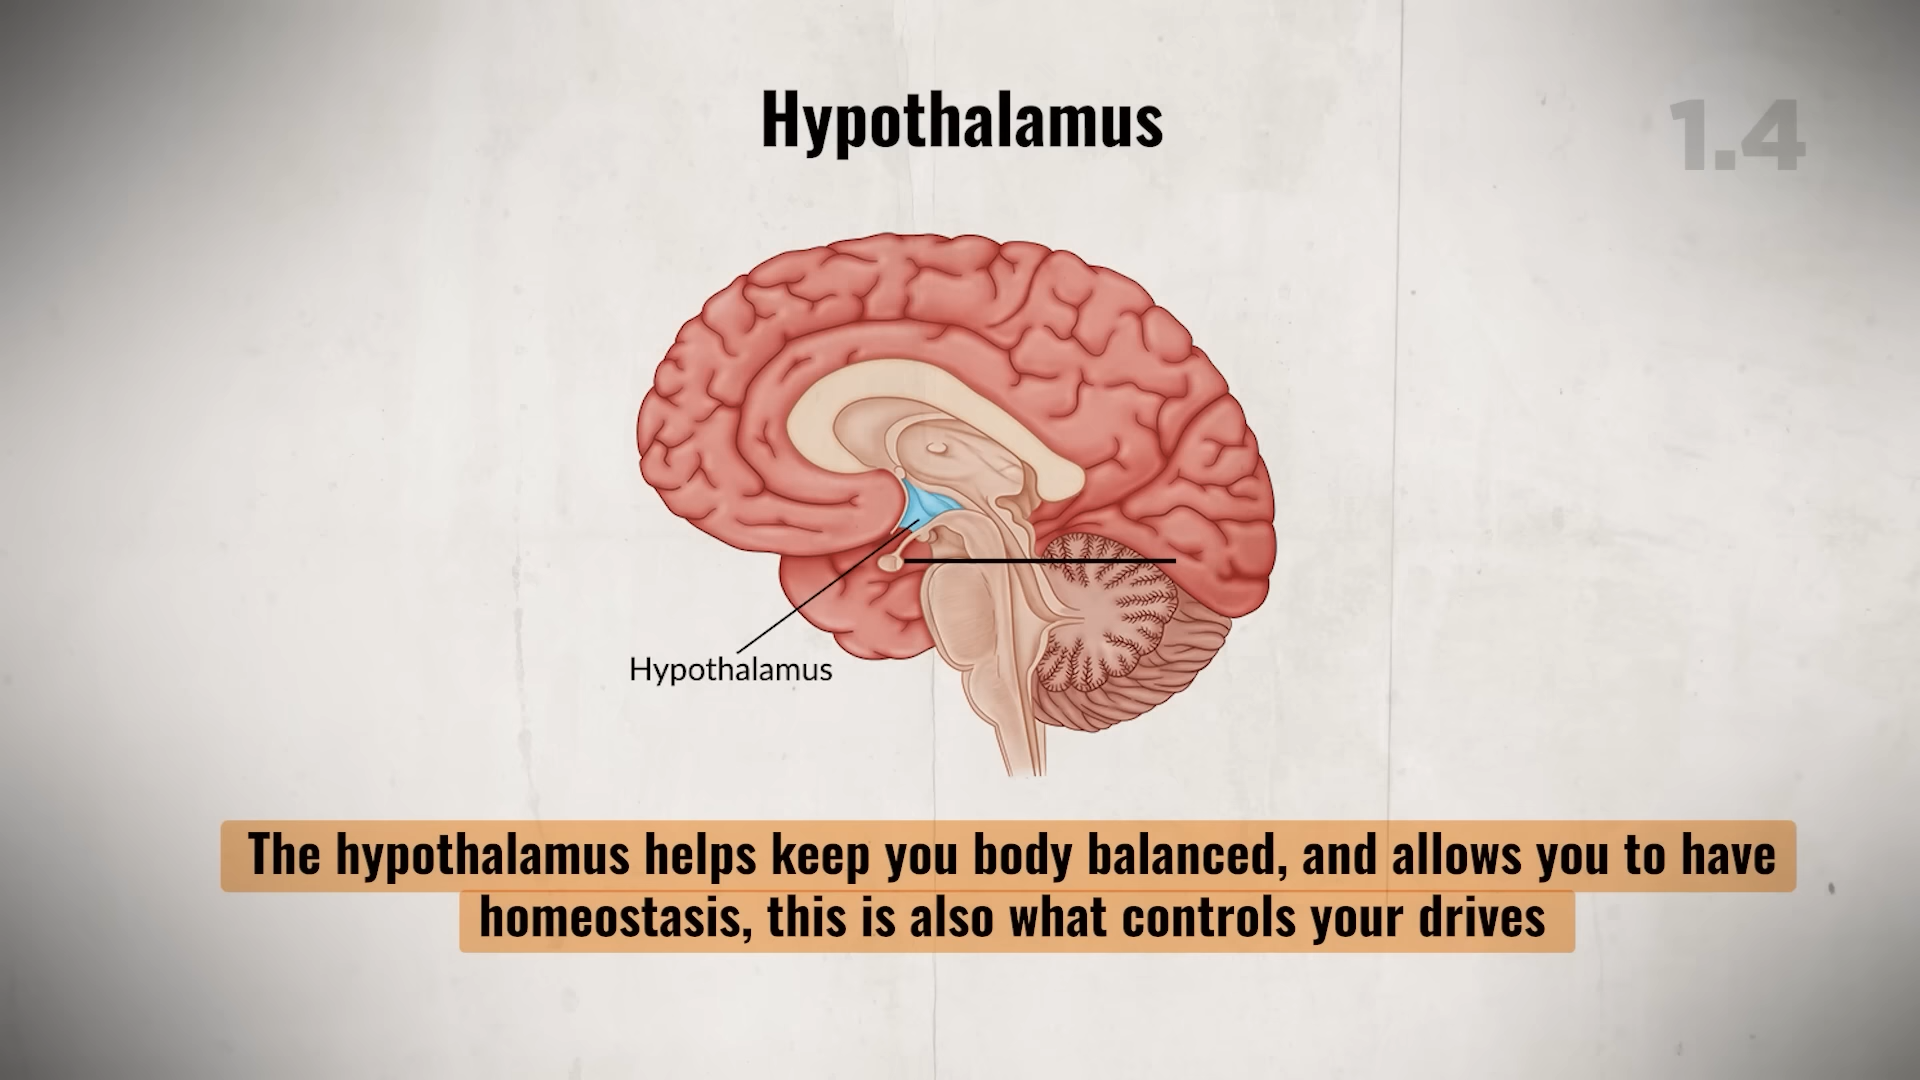 Hypothalamus
1.4
Hypothalamus
The hypothalamus helps keep you body balanced, and allows you to have
homeostasis, this is also what controls your drives